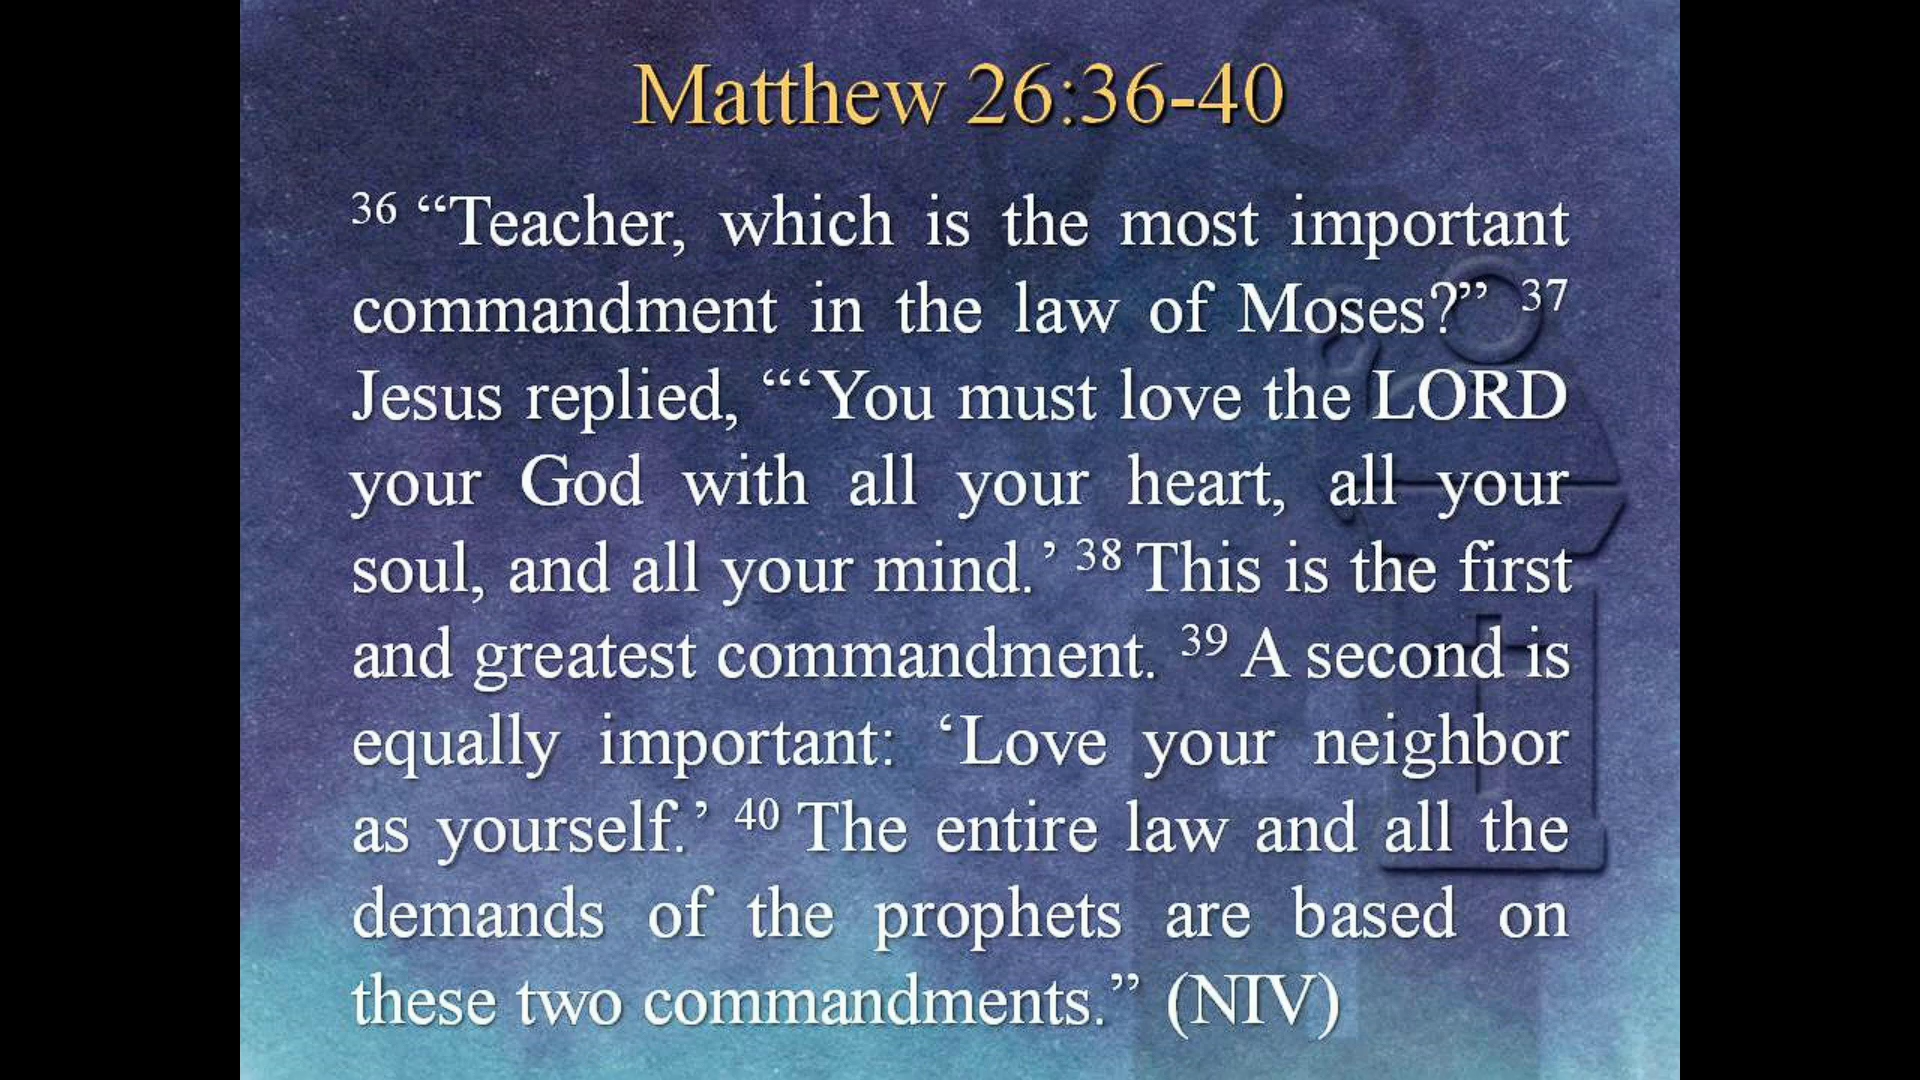 Matthew 26:36-40
36 “Teacher, which is the most important
commandment in the law of Moses?” 37
Jesus replied, “‘You must love the LORD
your God with all your heart, all your
soul, and all your mind.’ 38 This is the first
and greatest commandment. 39 A second is
equally important: ‘Love your neighbor
as yourself.’ 40 The entire law and all the
demands of the prophets are based on
these two commandments.” (NIV)